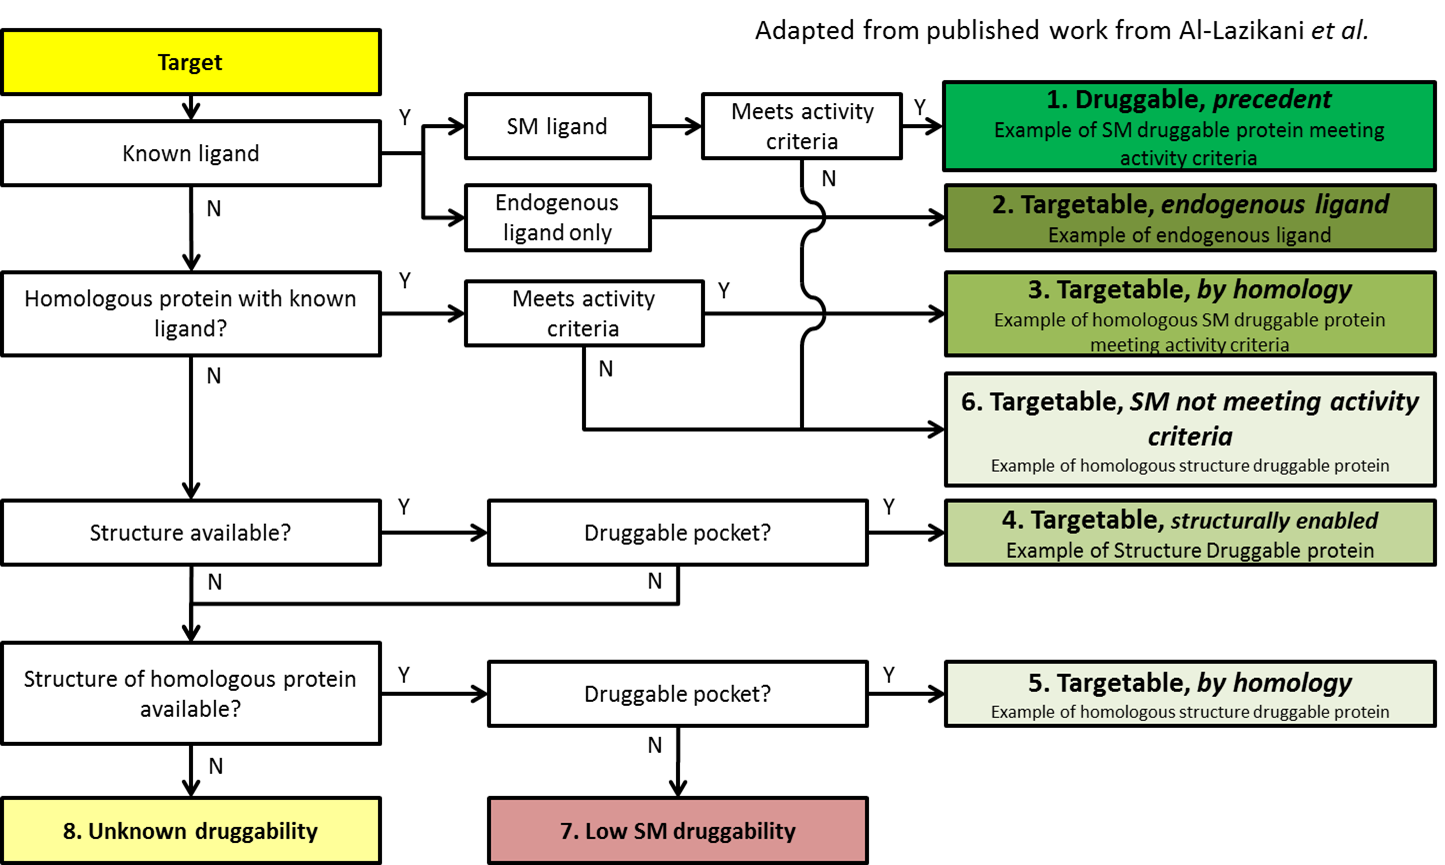 Adapted from published work from Al-Lazikani et al.
Target
Known ligand
Y
SM ligand
Meets activity
criteria
Y
1. Druggable, precedent
Example of SM druggable protein meeting
activity criteria
N
N
Endogenous
ligand only
2. Targetable, endogenous ligand
Example of endogenous ligand
Homologous protein with known
ligand?
Y
Meets activity
criteria
Y
3. Targetable, by homology
Example of homologous SM druggable protein
meeting activity criteria
N
N
6. Targetable, SM not meeting activity
criteria
Example of homologous structure druggable protein
Structure available?
Y
Druggable pocket?
Y
4. Targetable, structurally enabled
Example of Structure Druggable protein
N
N
Structure of homologous protein
available?
Y
Druggable pocket?
Y
5. Targetable, by homology
Example of homologous structure druggable protein
N
N
8. Unknown druggability
7. Low SM druggability